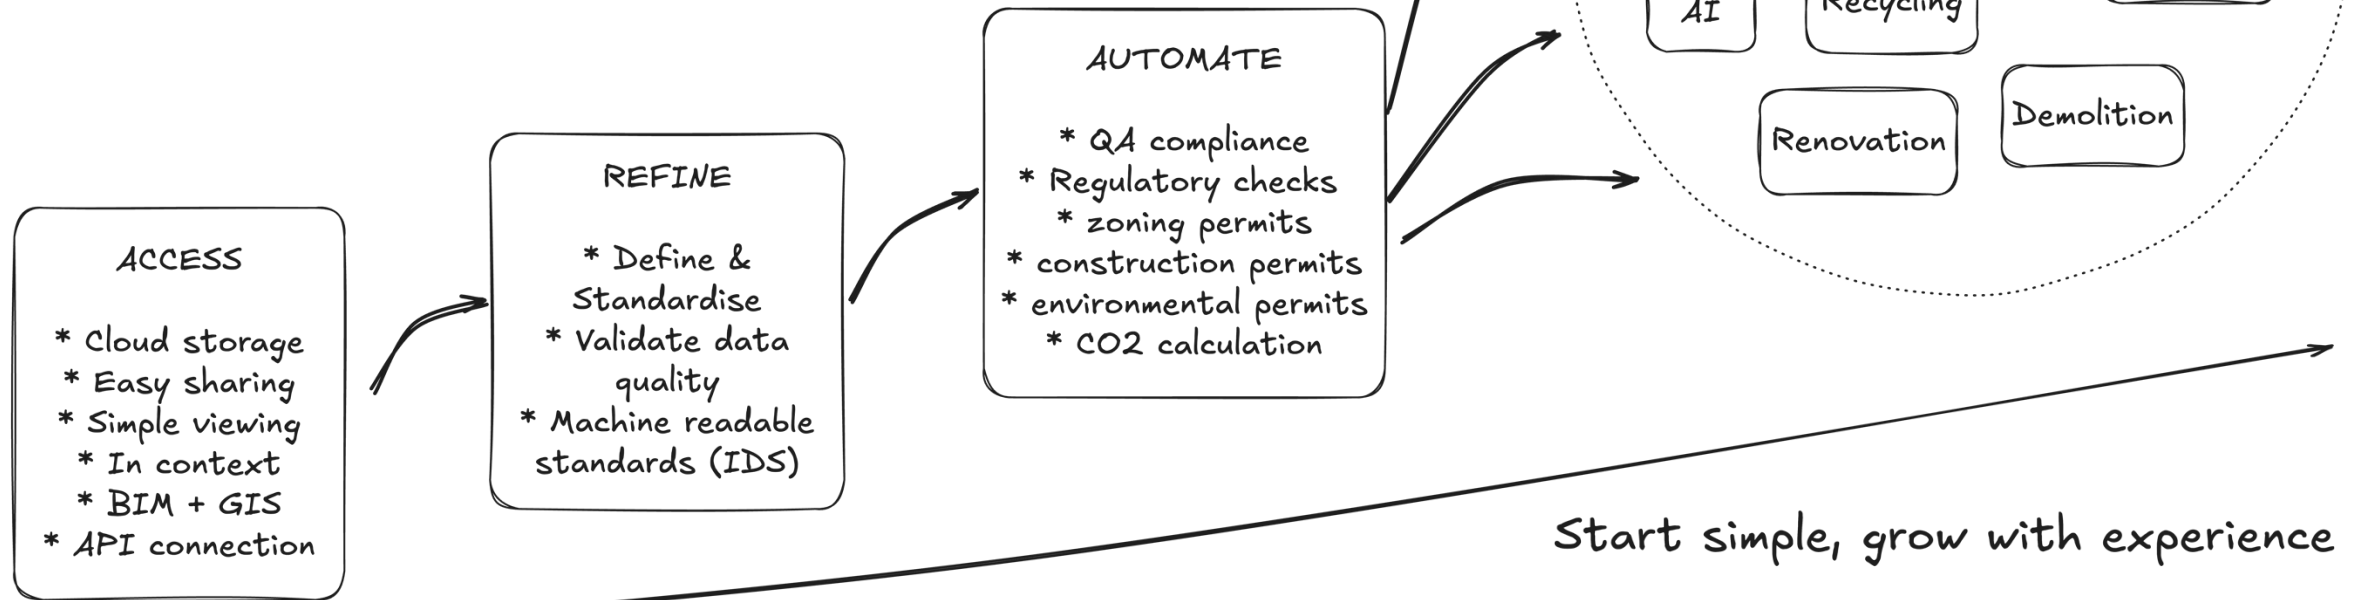 ACCESS
* Cloud storage
* Easy sharing
* Simple viewing
* In context
* BIM + GIS
* API connection
REFINE
* Define &
Standardise
* Validate data
quality
* Machine readable
standards (IDS)
AUTOMATE
* QA compliance
* Regulatory checks
* zoning permits
* construction permits
* environmental permits
* CO2 calculation
AI
Recycling
Renovation
Demolition
Start simple, grow with experience